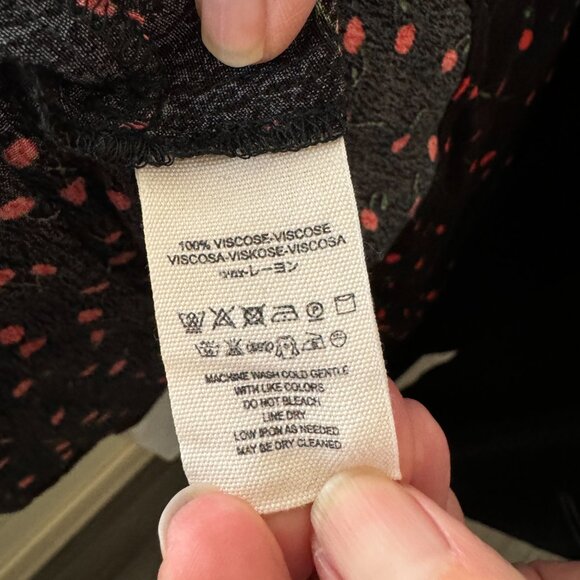 100% VISCOSE-VISCOSE
VISCOSA-VISKOSE-VISCOSA
レーヨン
MACHINE WASH COLD GENTLE
WITH LIKE COLORS
DO NOT BLEACH
LINE DRY
LOW IRON AS NEEDED
MAY BE DRY CLEANED